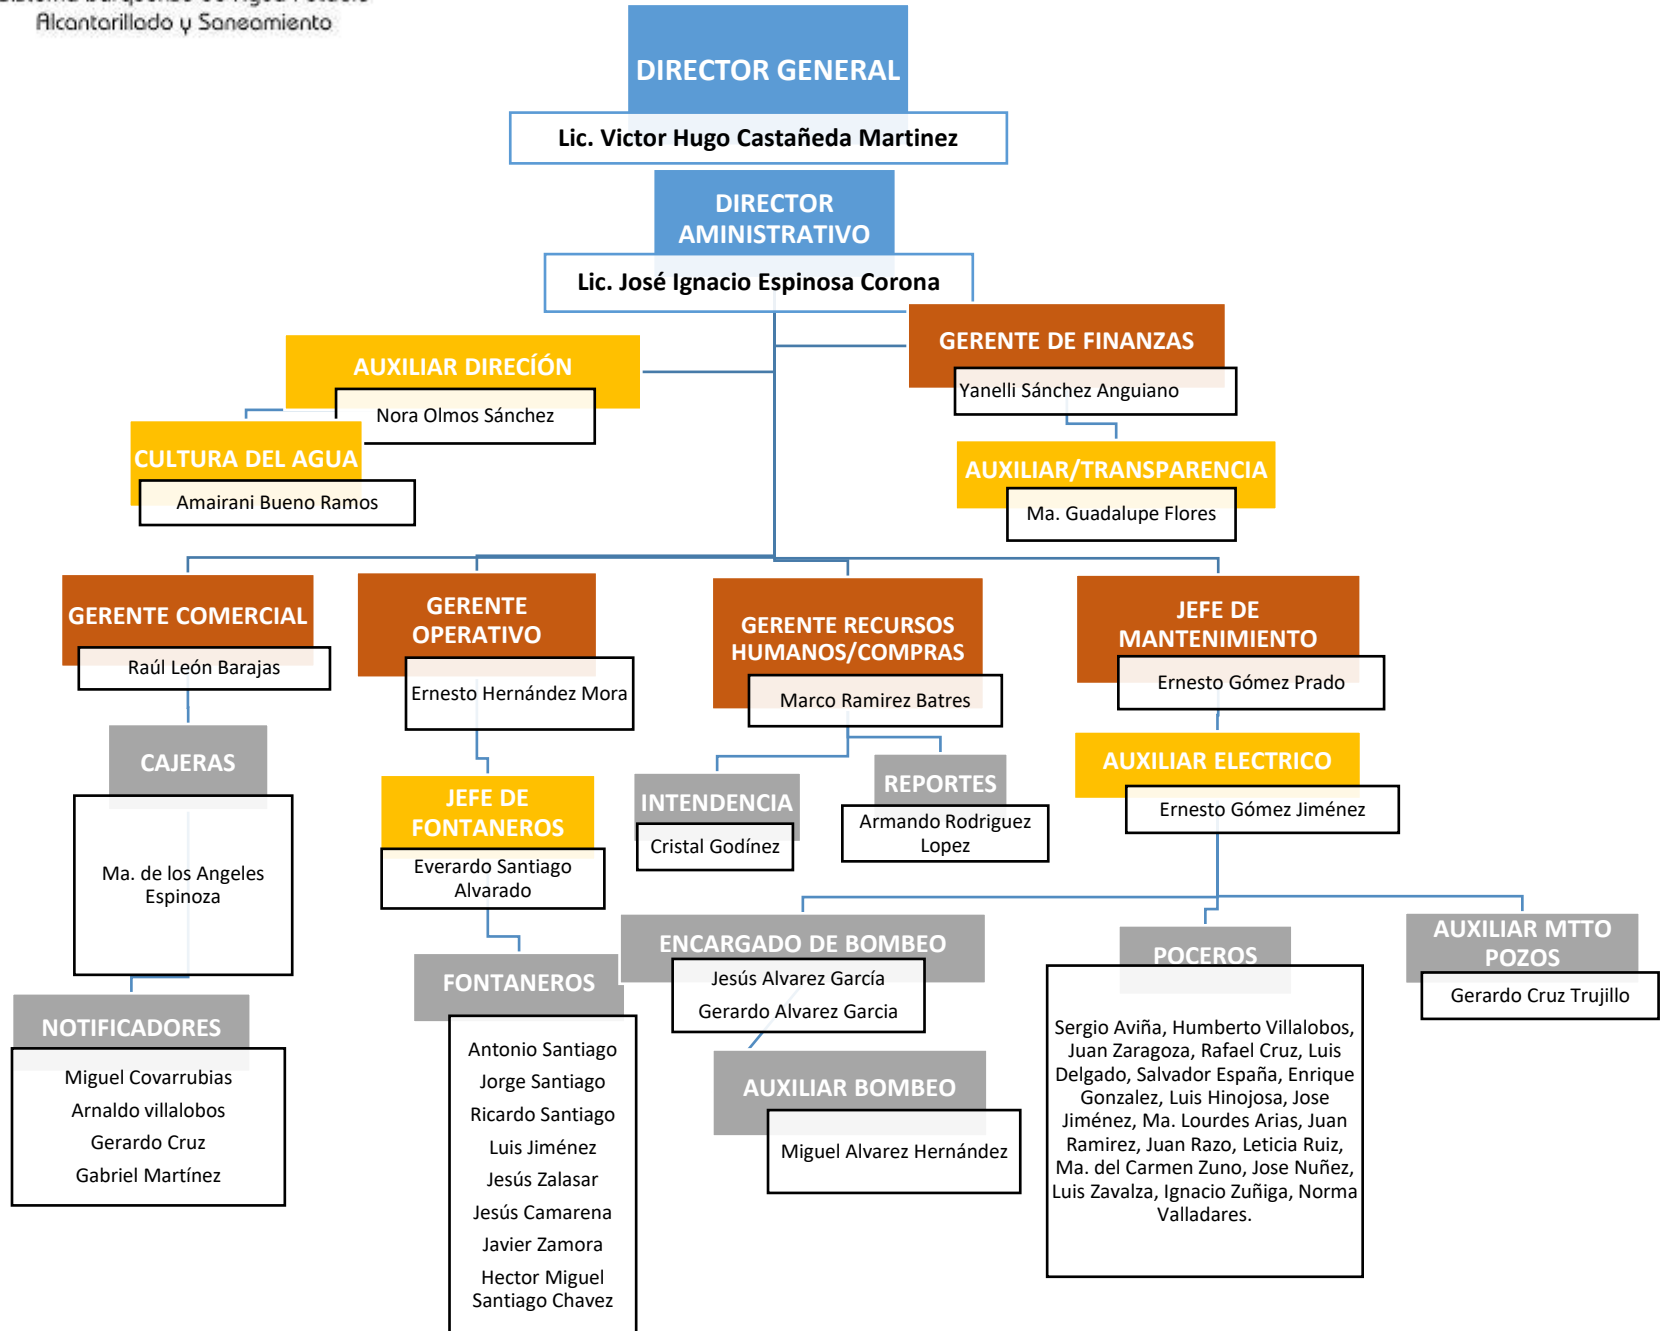 Alcantarillado y Saneamiento
DIRECTOR GENERAL
Lic. Victor Hugo Castañeda Martinez
DIRECTOR
AMINISTRATIVO
Lic. José Ignacio Espinosa Corona
GERENTE DE FINANZAS
Yanelli Sánchez Anguiano
AUXILIAR DIRECÍÓN
Nora Olmos Sánchez
CULTURA DEL AGUA
Amairani Bueno Ramos
AUXILIAR/TRANSPARENCIA
Ma. Guadalupe Flores
GERENTE COMERCIAL
Raúl León Barajas
GERENTE
OPERATIVO
Ernesto Hernández Mora
GERENTE RECURSOS
HUMANOS/COMPRAS
Marco Ramirez Batres
JEFE DE
MANTENIMIENTO
Ernesto Gómez Prado
CAJERAS
Ma. de los Angeles
Espinoza
JEFE DE
FONTANEROS
Everardo Santiago
Alvarado
INTENDENCIA
Cristal Godínez
REPORTES
Armando Rodriguez
Lopez
AUXILIAR ELECTRICO
Ernesto Gómez Jiménez
NOTIFICADORES
Miguel Covarrubias
Arnaldo villalobos
Gerardo Cruz
Gabriel Martínez
FONTANEROS
Antonio Santiago
Jorge Santiago
Ricardo Santiago
Luis Jiménez
Jesús Zalasar
Jesús Camarena
Javier Zamora
Hector Miguel
Santiago Chavez
ENCARGADO DE BOMBEO
Jesús Alvarez García
Gerardo Alvarez Garcia
AUXILIAR BOMBEO
Miguel Alvarez Hernández
POCEROS
Sergio Aviña, Humberto Villalobos,
Juan Zaragoza, Rafael Cruz, Luis
Delgado, Salvador España, Enrique
Gonzalez, Luis Hinojosa, Jose
Jiménez, Ma. Lourdes Arias, Juan
Ramirez, Juan Razo, Leticia Ruiz,
Ma. del Carmen Zuno, Jose Nuñez,
Luis Zavalza, Ignacio Zuñiga, Norma
Valladares.
AUXILIAR MTTO
POZOS
Gerardo Cruz Trujillo